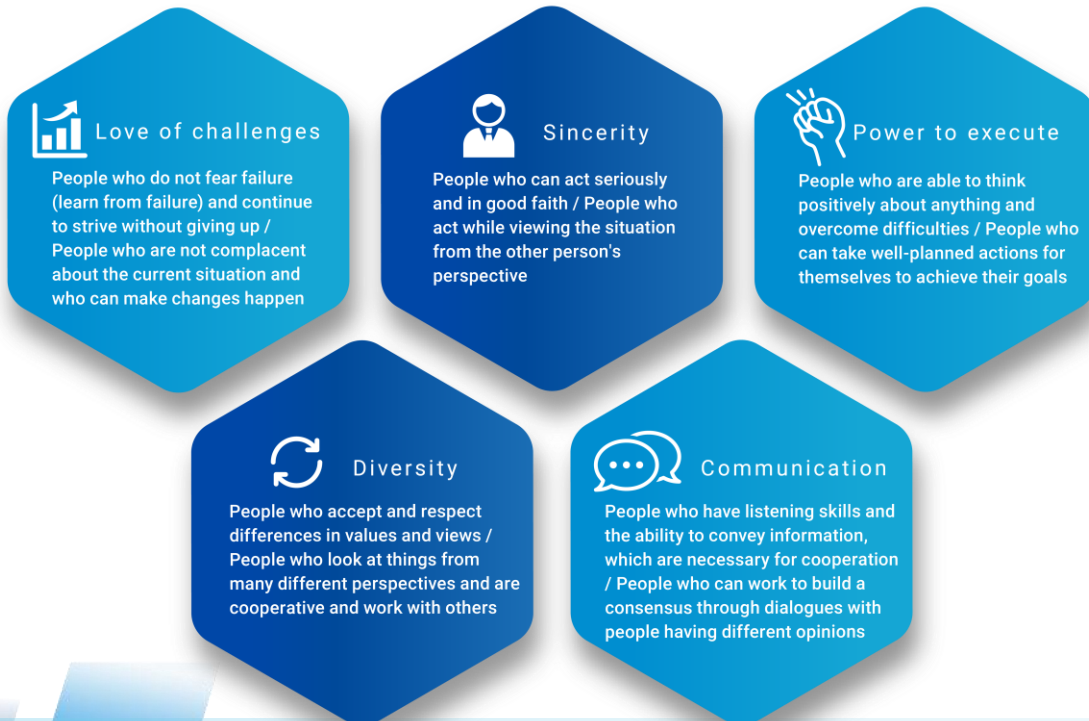 Love of challenges
People who do not fear failure
(learn from failure) and continue
to strive without giving up /
People who are not complacent
about the current situation and
who can make changes happen
Sincerity
People who can act seriously
and in good faith / People who
act while viewing the situation
from the other person's
perspective
Power to execute
People who are able to think
positively about anything and
overcome difficulties / People who
can take well-planned actions for
themselves to achieve their goals
Diversity
People who accept and respect
differences in values and views /
People who look at things from
many different perspectives and are
cooperative and work with others
Communication
People who have listening skills and
the ability to convey information,
which are necessary for cooperation
/ People who can work to build a
consensus through dialogues with
people having different opinions